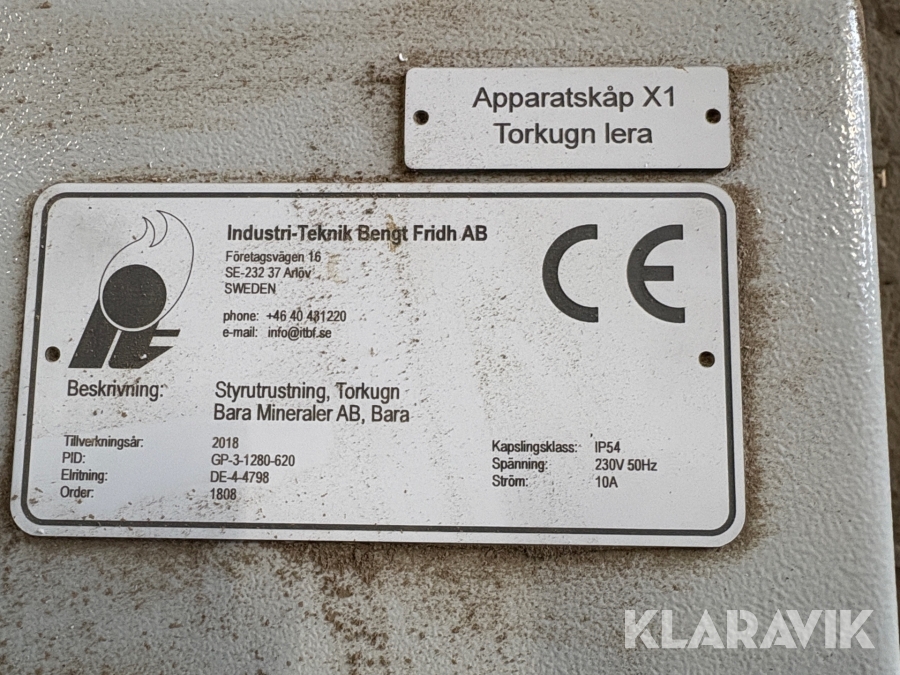 Apparatskåp X1
Torkugn lera
Industri-Teknik Bengt Fridh AB
Företagsvägen 16
SE-232 37 Arlöv
SWEDEN
phone: +46 40 431220
e-mail: info@itbf.se
CE
Beskrivning: Styrutrustning, Torkugn
Bara Mineraler AB, Bara
Tillverkningsår: 2018
PID: GP-3-1280-620
Elritning: DE-4-4798
Order: 1808
Kapslingsklass: IP54
Spänning: 230V 50Hz
Ström: 10A
KLARAVIK